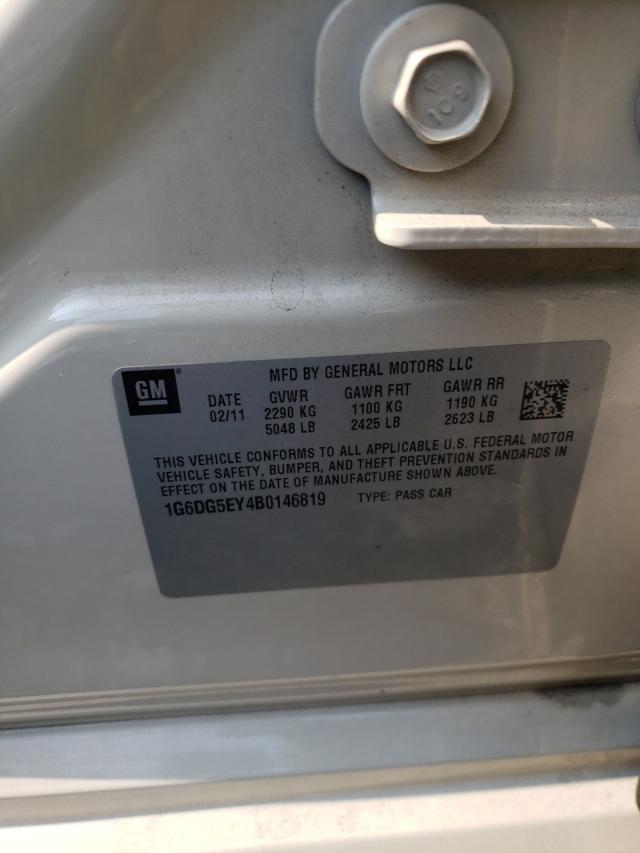 109
GM ®
MFD BY GENERAL MOTORS LLC
DATE GVWR GAWR FRT GAWR RR
02/11 2290 KG 1100 KG 1190 KG
5048 LB 2425 LB 2623 LB
THIS VEHICLE CONFORMS TO ALL APPLICABLE U.S. FEDERAL MOTOR
VEHICLE SAFETY, BUMPER, AND THEFT PREVENTION STANDARDS IN
EFFECT ON THE DATE OF MANUFACTURE SHOWN ABOVE.
1G6DG5EY4B0146819 TYPE: PASS CAR